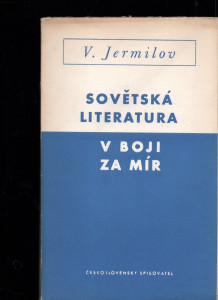 V. Jermilov
SOVĚTSKÁ
LITERATURA
V BOJI
ZA MÍR
ČESKOSLOVENSKÝ SPISOVATEL